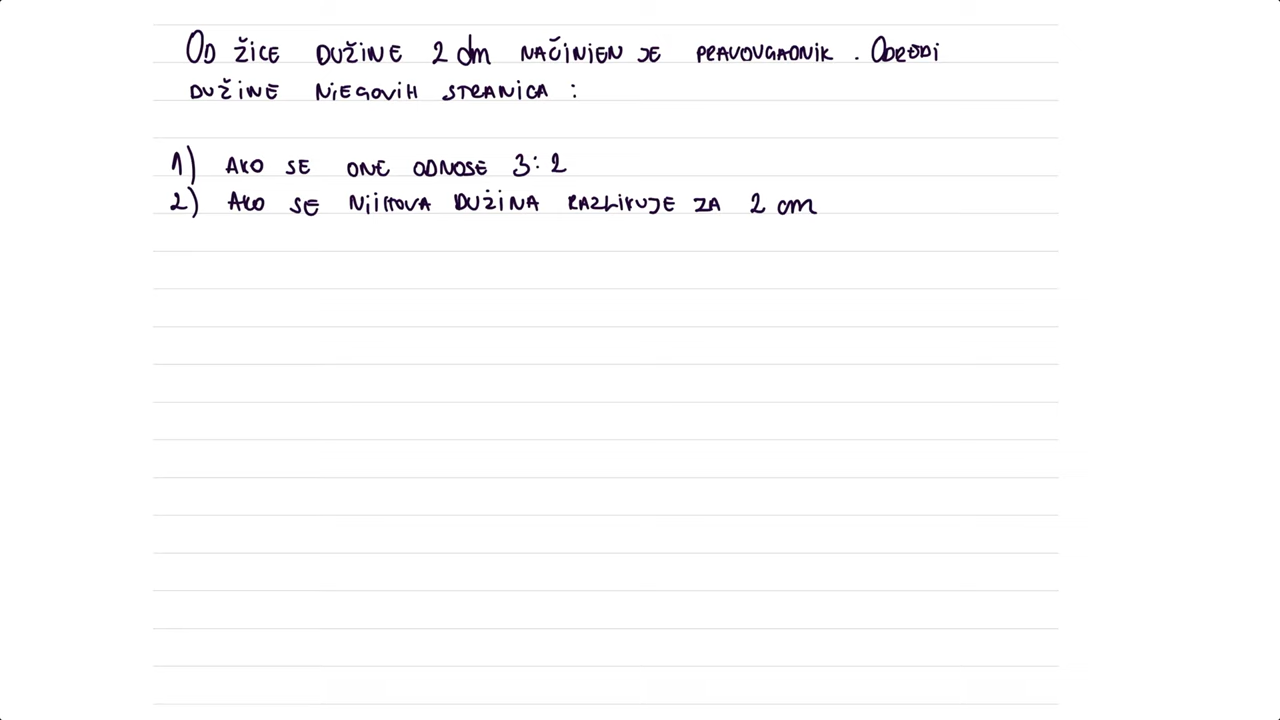 Od žice dužine 2 dm načinjen je pravougaonik. Odredi
dužine njegovih stranica:
1) Ako se one odnose 3:2
2) Ako se njihova dužina razlikuje za 2 cm